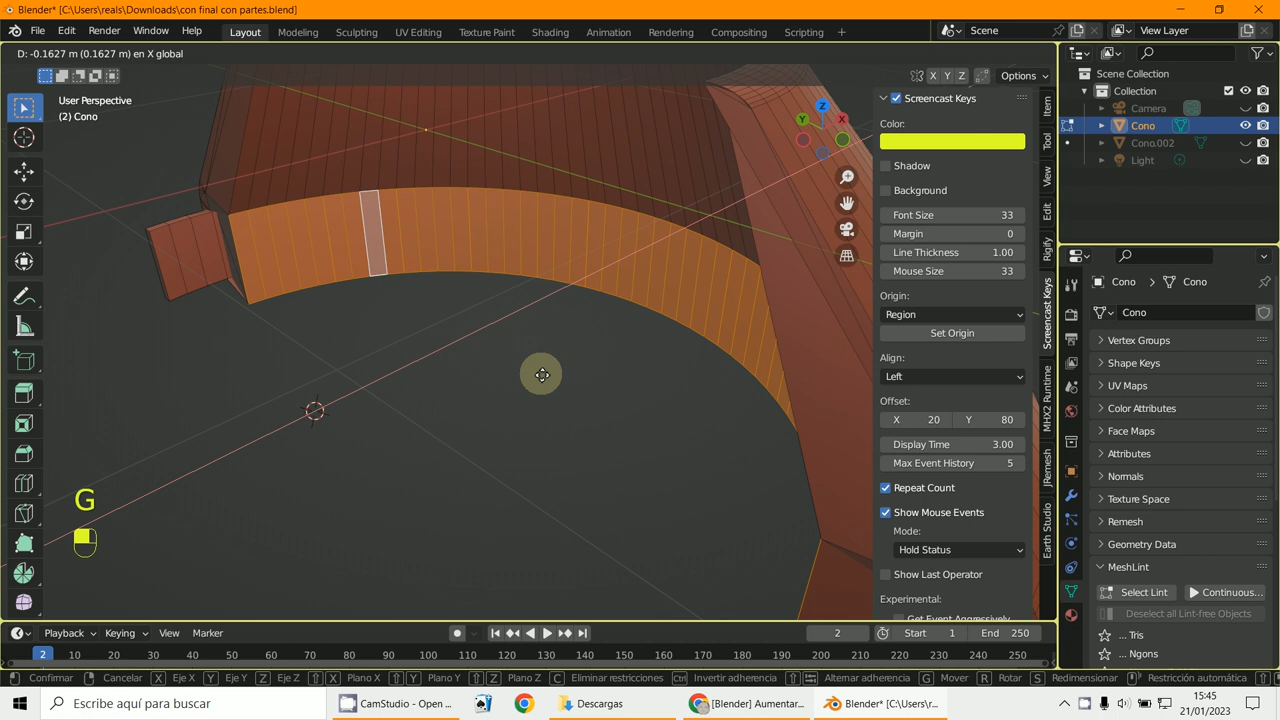 Blender* [C:\Users\reals\Downloads\con final con partes.blend]
File Edit Render Window Help
Layout Modeling Sculpting UV Editing Texture Paint Shading Animation Rendering Compositing Scripting +
Scene
View Layer
D: -0.1627 m (0.1627 m) en X global
X Y Z Options
User Perspective
(2) Cono
Z
Y
X
Screencast Keys
Color:
Shadow
Background
Font Size 33
Margin 0
Line Thickness 1.00
Mouse Size 33
Origin:
Region
Set Origin
Align:
Left
Offset:
X 20 Y 80
Display Time 3.00
Max Event History 5
Repeat Count
Show Mouse Events
Mode:
Hold Status
Show Last Operator
Experimental:
Get Event Aggressively
Item
Tool
View
Edit
Rigify
Screencast Keys
MHX2 Runtime
JRemesh
Earth Studio
Scene Collection
Collection
Camera
Cono
Cono.002
Light
Cono > Cono
Cono
Vertex Groups
Shape Keys
UV Maps
Color Attributes
Face Maps
Attributes
Normals
Texture Space
Remesh
Geometry Data
MeshLint
Select Lint Continuous...
Deselect all Lint-free Objects
... Tris
... Ngons
G
Playback Keying View Marker
2 Start 1 End 250
2 10 20 30 40 50 60 70 80 90 100 110 120 130 140 150 160 170 180 190 200 210 220 230 240 250
Confirmar Cancelar X Eje X Y Eje Y Z Eje Z X Plano X Y Plano Y Z Plano Z C Eliminar restricciones Ctrl Invertir adherencia Alternar adherencia G Mover R Rotar S Redimensionar Restricción automática
Escribe aquí para buscar
CamStudio - Open ...
Descargas
[Blender] Aumentar...
Blender* [C:\Users\r...
15:45
21/01/2023